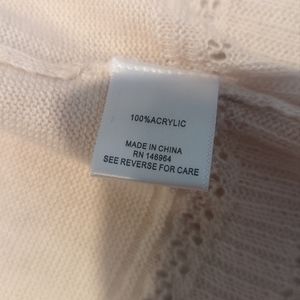 100%ACRYLIC
MADE IN CHINA
RN 146964
SEE REVERSE FOR CARE